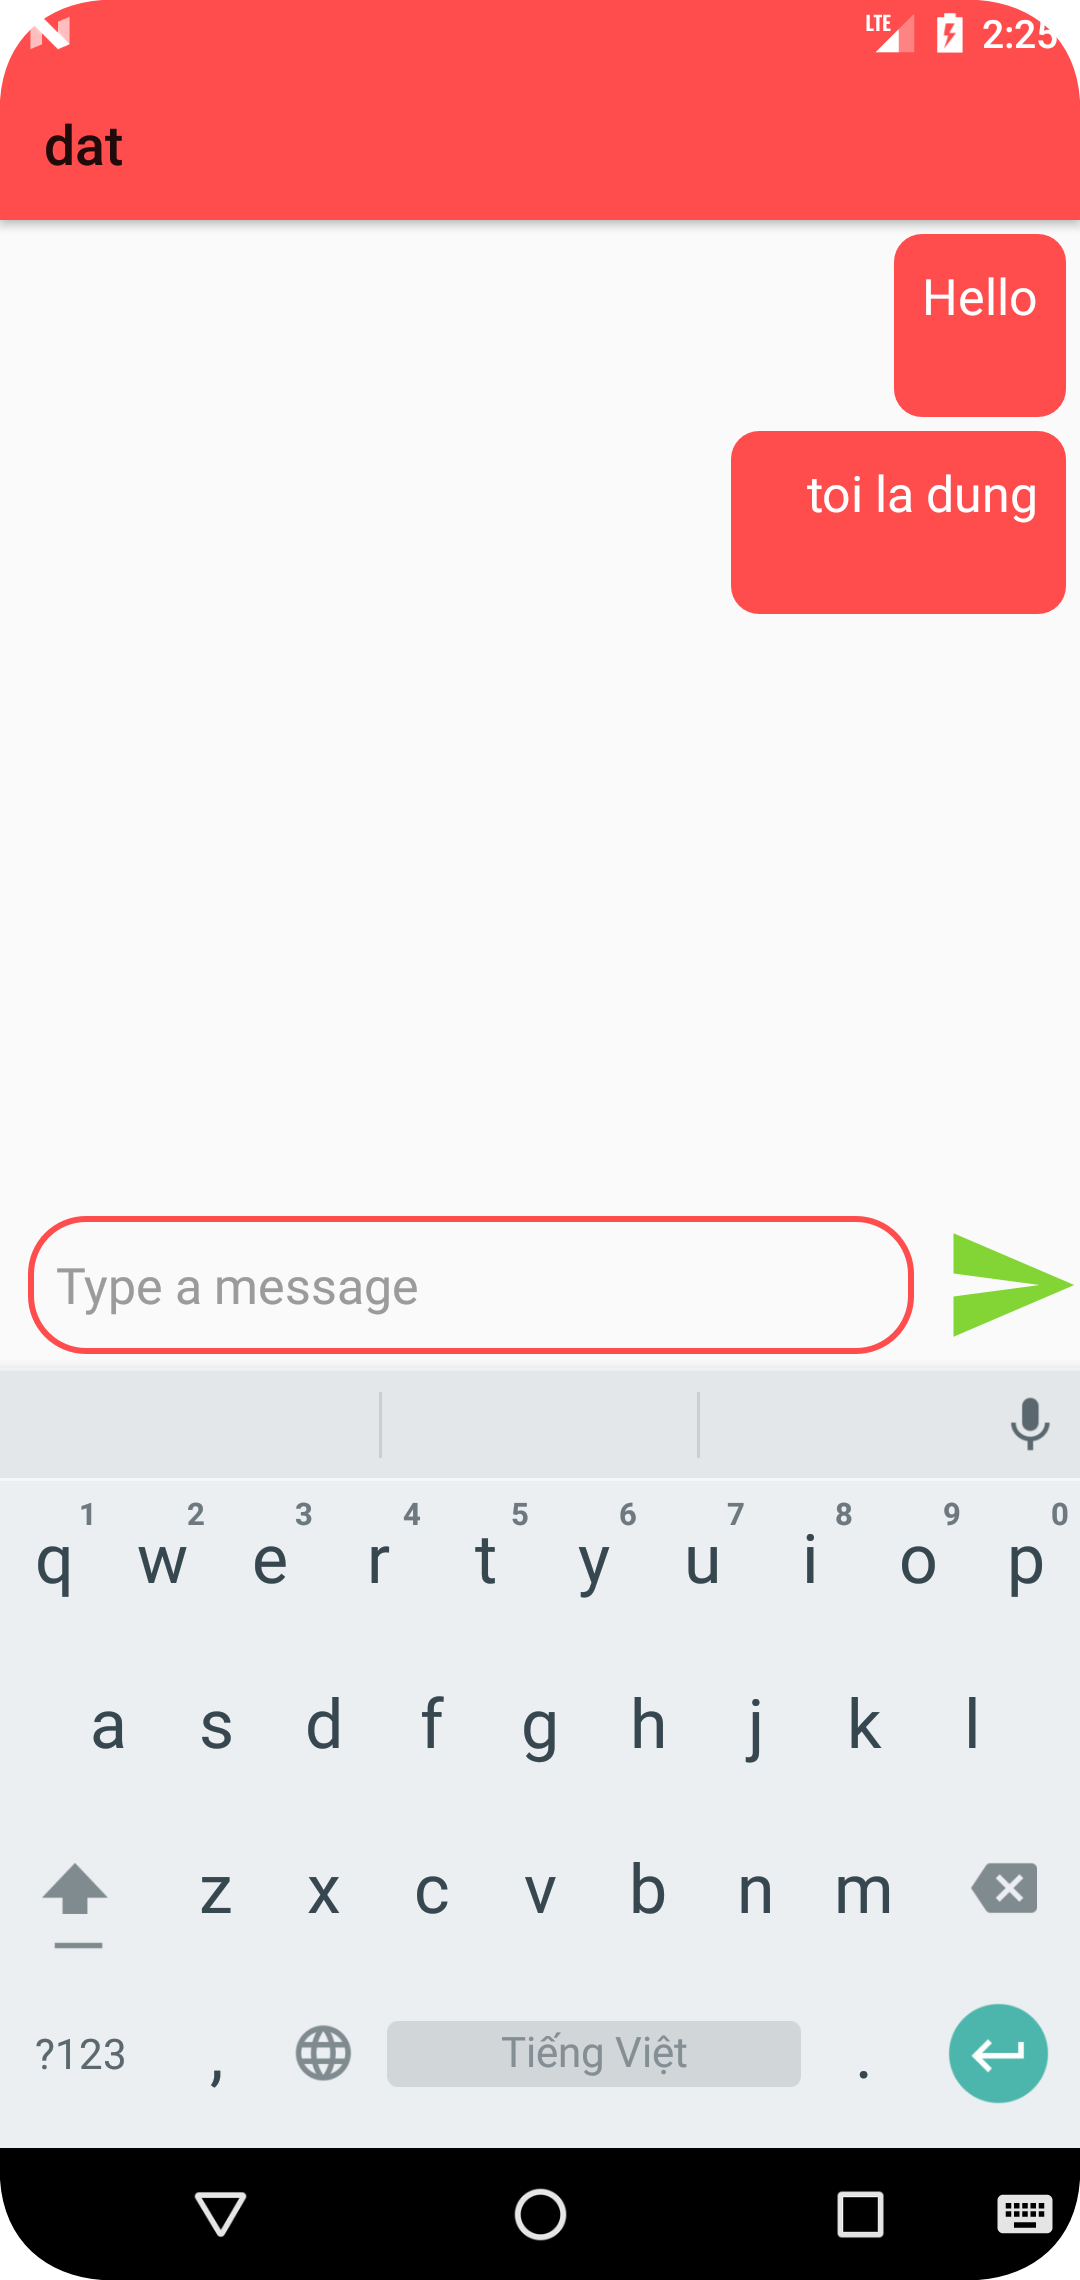 LTE 2:25
dat
Hello
toi la dung
Type a message
1 2 3 4 5 6 7 8 9 0
q w e r t y u i o p
a s d f g h j k l
z x c v b n m
?123 , Tiếng Việt .